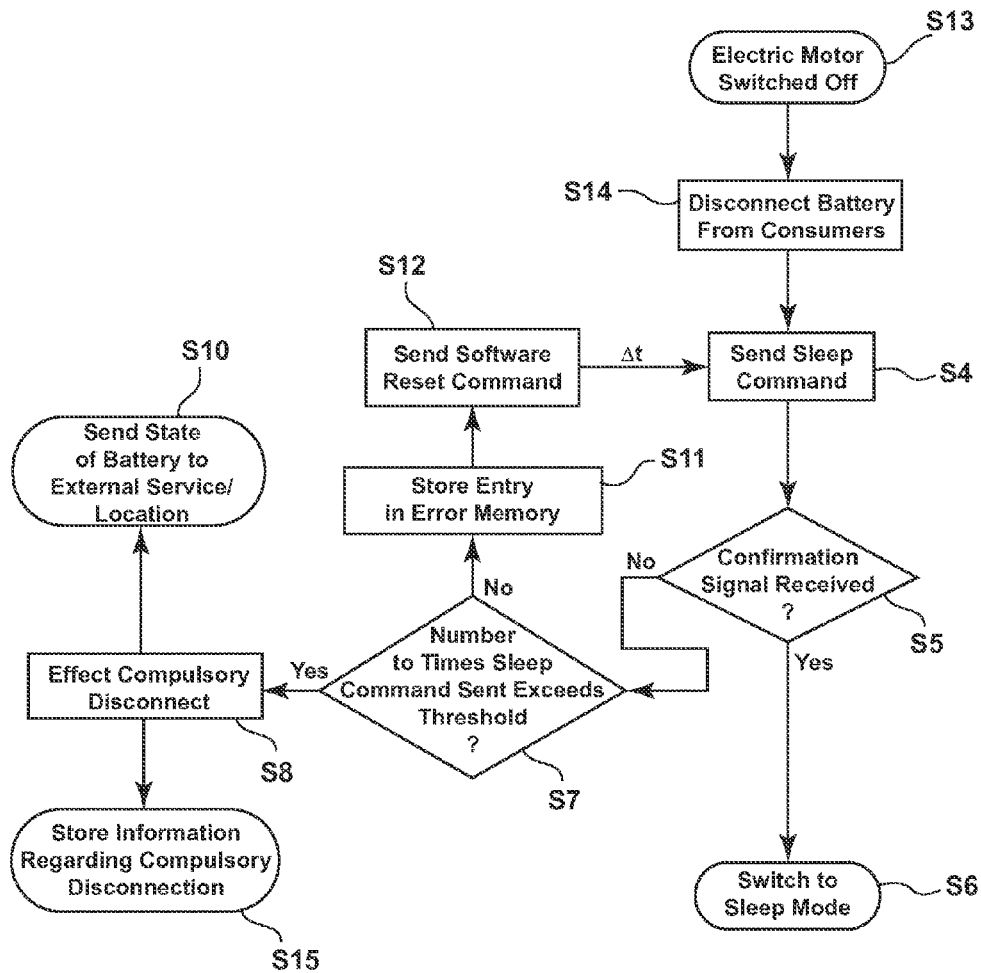 S13
Electric Motor
Switched Off
S14
Disconnect Battery
From Consumers
S12
Send Software
Reset Command
Δt
Send Sleep
Command
S4
S10
Send State
of Battery to
External Service/
Location
S11
Store Entry
in Error Memory
No
Confirmation
Signal Received
?
S5
Yes
No
Number
to Times Sleep
Command Sent Exceeds
Threshold
?
S7
Yes
Effect Compulsory
Disconnect
S8
Store Information
Regarding Compulsory
Disconnection
S15
Switch to
Sleep Mode
S6